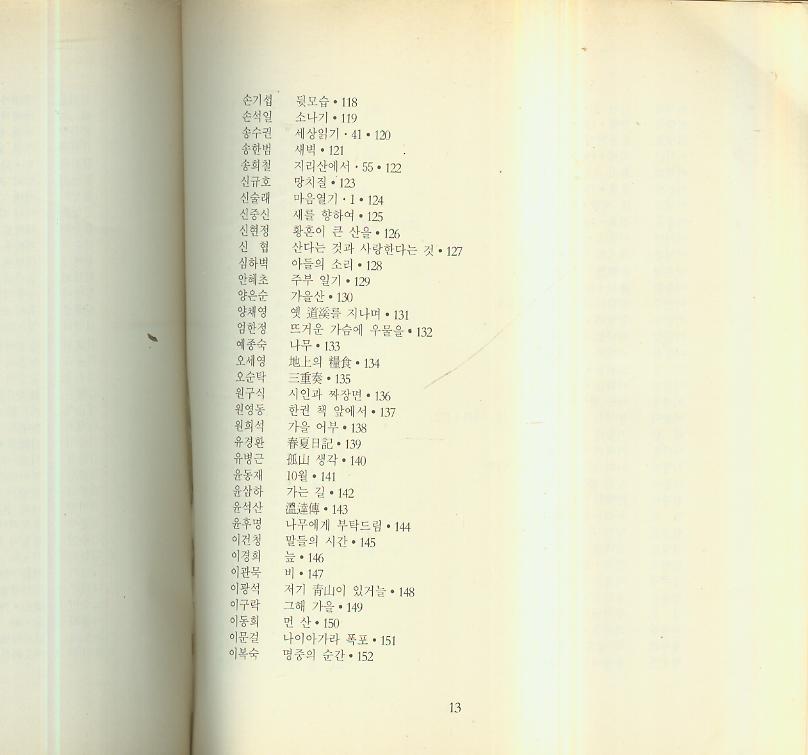 손기섭 뒷모습 • 118
손석일 소나기 • 119
송수권 세상읽기 · 41 • 120
송한범 새벽 • 121
송희철 지리산에서 · 55 • 122
신규호 망치질 • 123
신술래 마음열기 · 1 • 124
신중신 새를 향하여 • 125
신현정 황혼이 큰 산을 • 126
신 협 산다는 것과 사랑한다는 것 • 127
심하벽 아들의 소리 • 128
안혜초 주부 일기 • 129
양은순 가을산 • 130
양채영 옛 道溪를 지나며 • 131
엄한정 뜨거운 가슴에 우물을 • 132
예종숙 나무 • 133
오세영 地上의 糧食 • 134
오순탁 三重奏 • 135
원구식 시인과 짜장면 • 136
원영동 한권 책 앞에서 • 137
원희석 가을 어부 • 138
유경환 春夏日記 • 139
유병근 孤山 생각 • 140
윤동재 10월 • 141
윤삼하 가는 길 • 142
윤석산 溫達傳 • 143
윤후명 나무에게 부탁드림 • 144
이건청 말들의 시간 • 145
이경희 늪 • 146
이관묵 비 • 147
이광석 저기 靑山이 있거늘 • 148
이구락 그해 가을 • 149
이동희 먼 산 • 150
이문걸 나이아가라 폭포 • 151
이복숙 명중의 순간 • 152
13